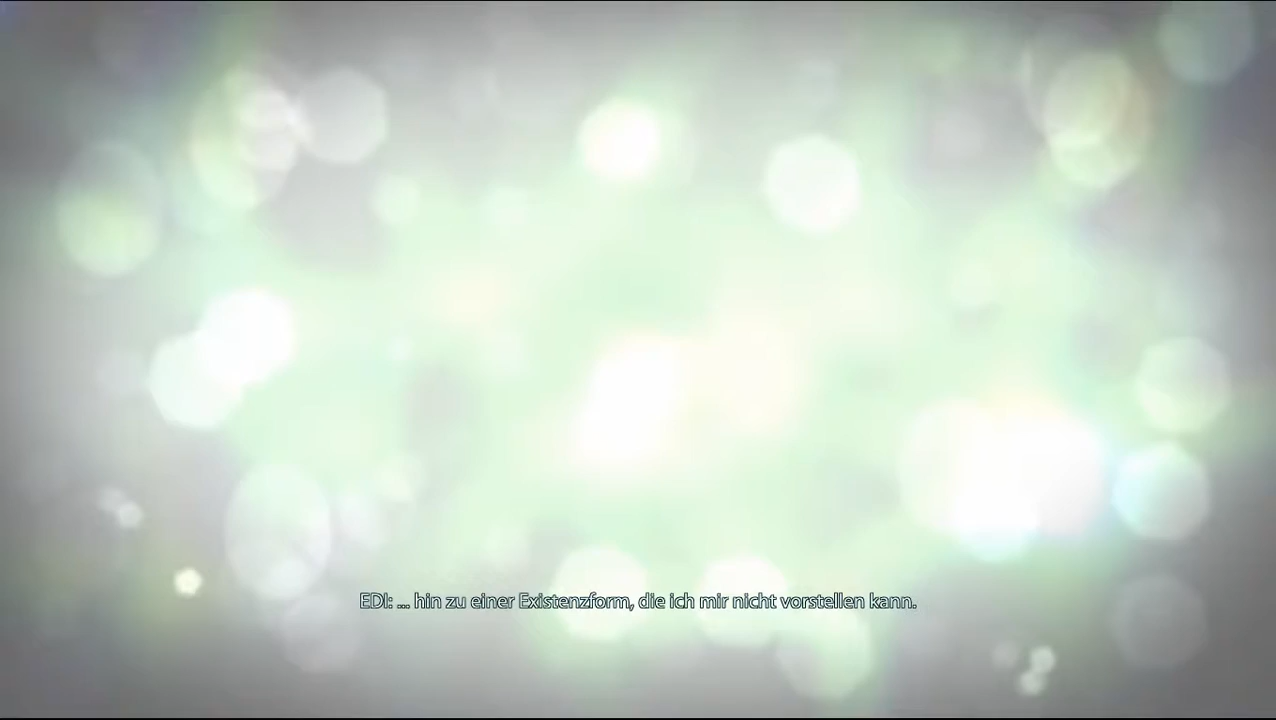 EDI: ... hin zu einer Existenzform, die ich mir nicht vorstellen kann.